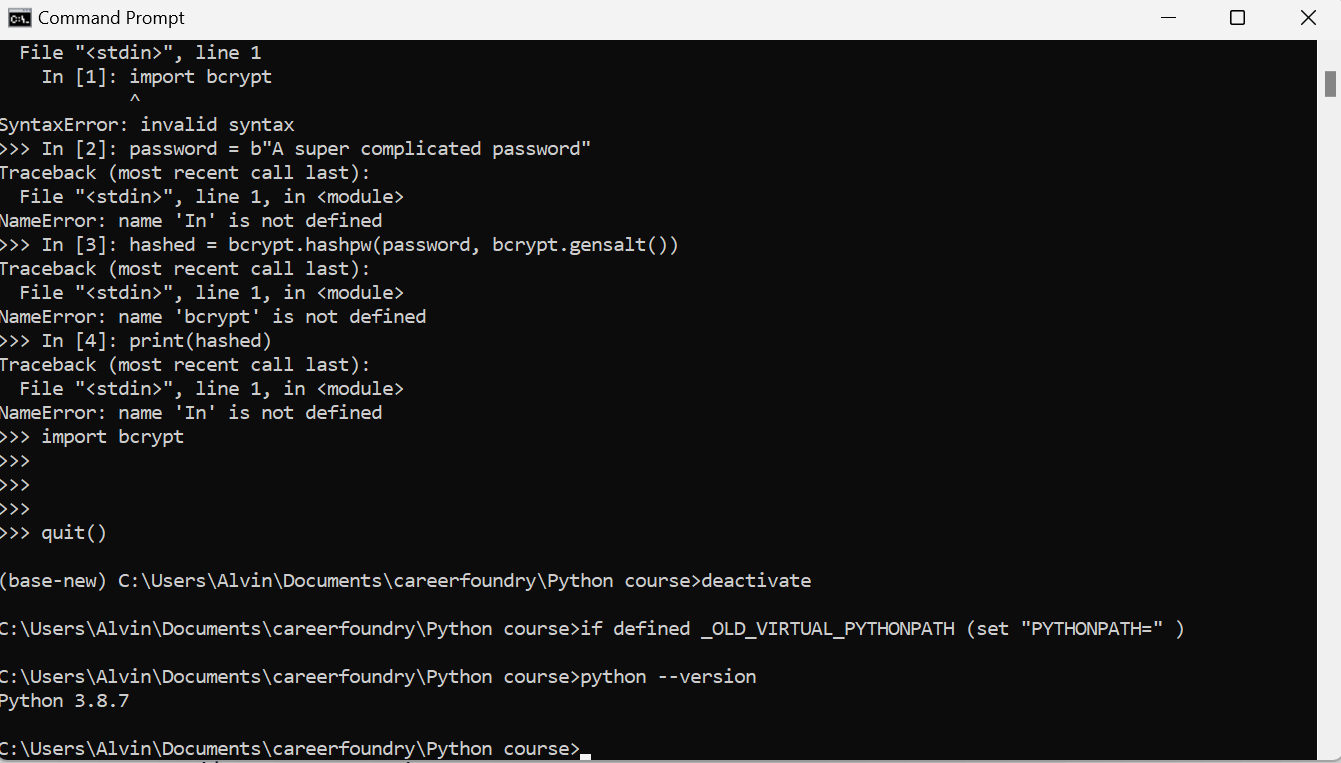 Command Prompt
File "<stdin>", line 1
In [1]: import bcrypt
^
SyntaxError: invalid syntax
>>> In [2]: password = b"A super complicated password"
Traceback (most recent call last):
File "<stdin>", line 1, in <module>
NameError: name 'In' is not defined
>>> In [3]: hashed = bcrypt.hashpw(password, bcrypt.gensalt())
Traceback (most recent call last):
File "<stdin>", line 1, in <module>
NameError: name 'bcrypt' is not defined
>>> In [4]: print(hashed)
Traceback (most recent call last):
File "<stdin>", line 1, in <module>
NameError: name 'In' is not defined
>>> import bcrypt
>>>
>>>
>>>
>>> quit()
(base-new) C:\Users\Alvin\Documents\careerfoundry\Python course>deactivate
C:\Users\Alvin\Documents\careerfoundry\Python course>if defined _OLD_VIRTUAL_PYTHONPATH (set "PYTHONPATH=" )
C:\Users\Alvin\Documents\careerfoundry\Python course>python --version
Python 3.8.7
C:\Users\Alvin\Documents\careerfoundry\Python course>